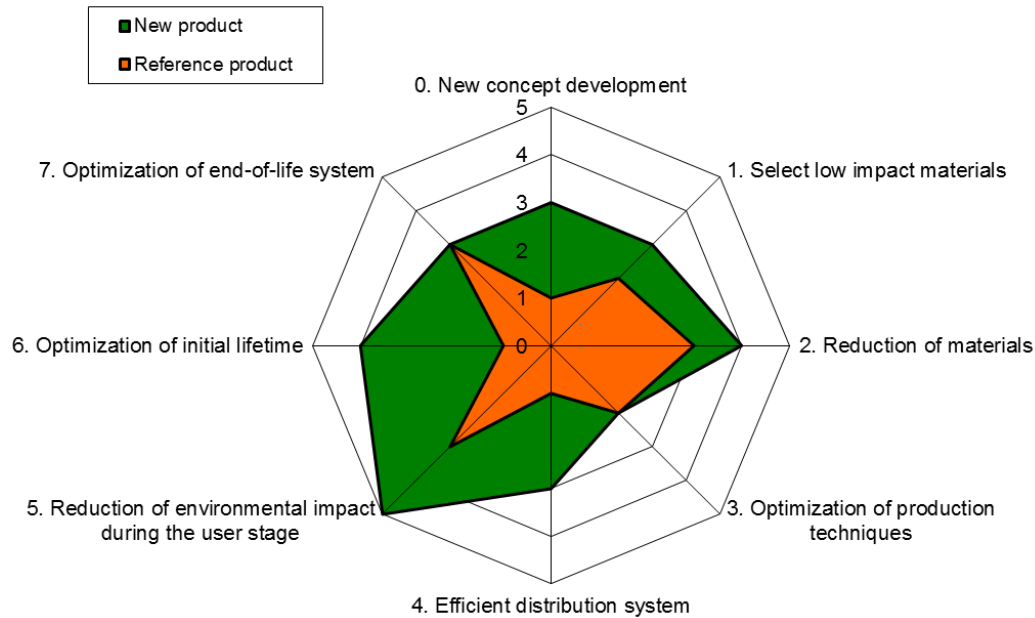 New product
Reference product
0. New concept development
5
4
3
2
1
0
1. Select low impact materials
2. Reduction of materials
3. Optimization of production
techniques
4. Efficient distribution system
5. Reduction of environmental impact
during the user stage
6. Optimization of initial lifetime
7. Optimization of end-of-life system